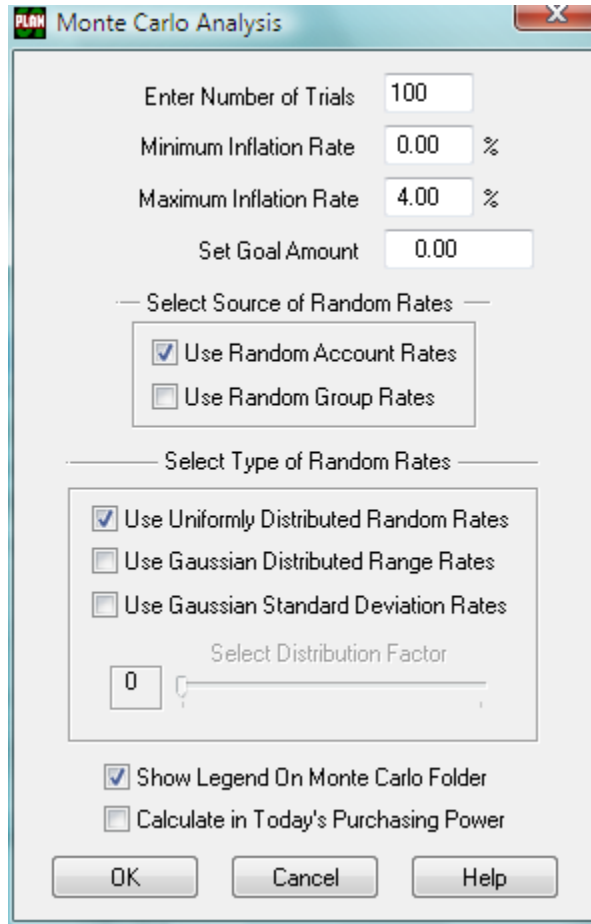 PLAN Monte Carlo Analysis X
Enter Number of Trials 100
Minimum Inflation Rate 0.00 %
Maximum Inflation Rate 4.00 %
Set Goal Amount 0.00
Select Source of Random Rates
Use Random Account Rates
Use Random Group Rates
Select Type of Random Rates
Use Uniformly Distributed Random Rates
Use Gaussian Distributed Range Rates
Use Gaussian Standard Deviation Rates
Select Distribution Factor
0
Show Legend On Monte Carlo Folder
Calculate in Today's Purchasing Power
OK Cancel Help